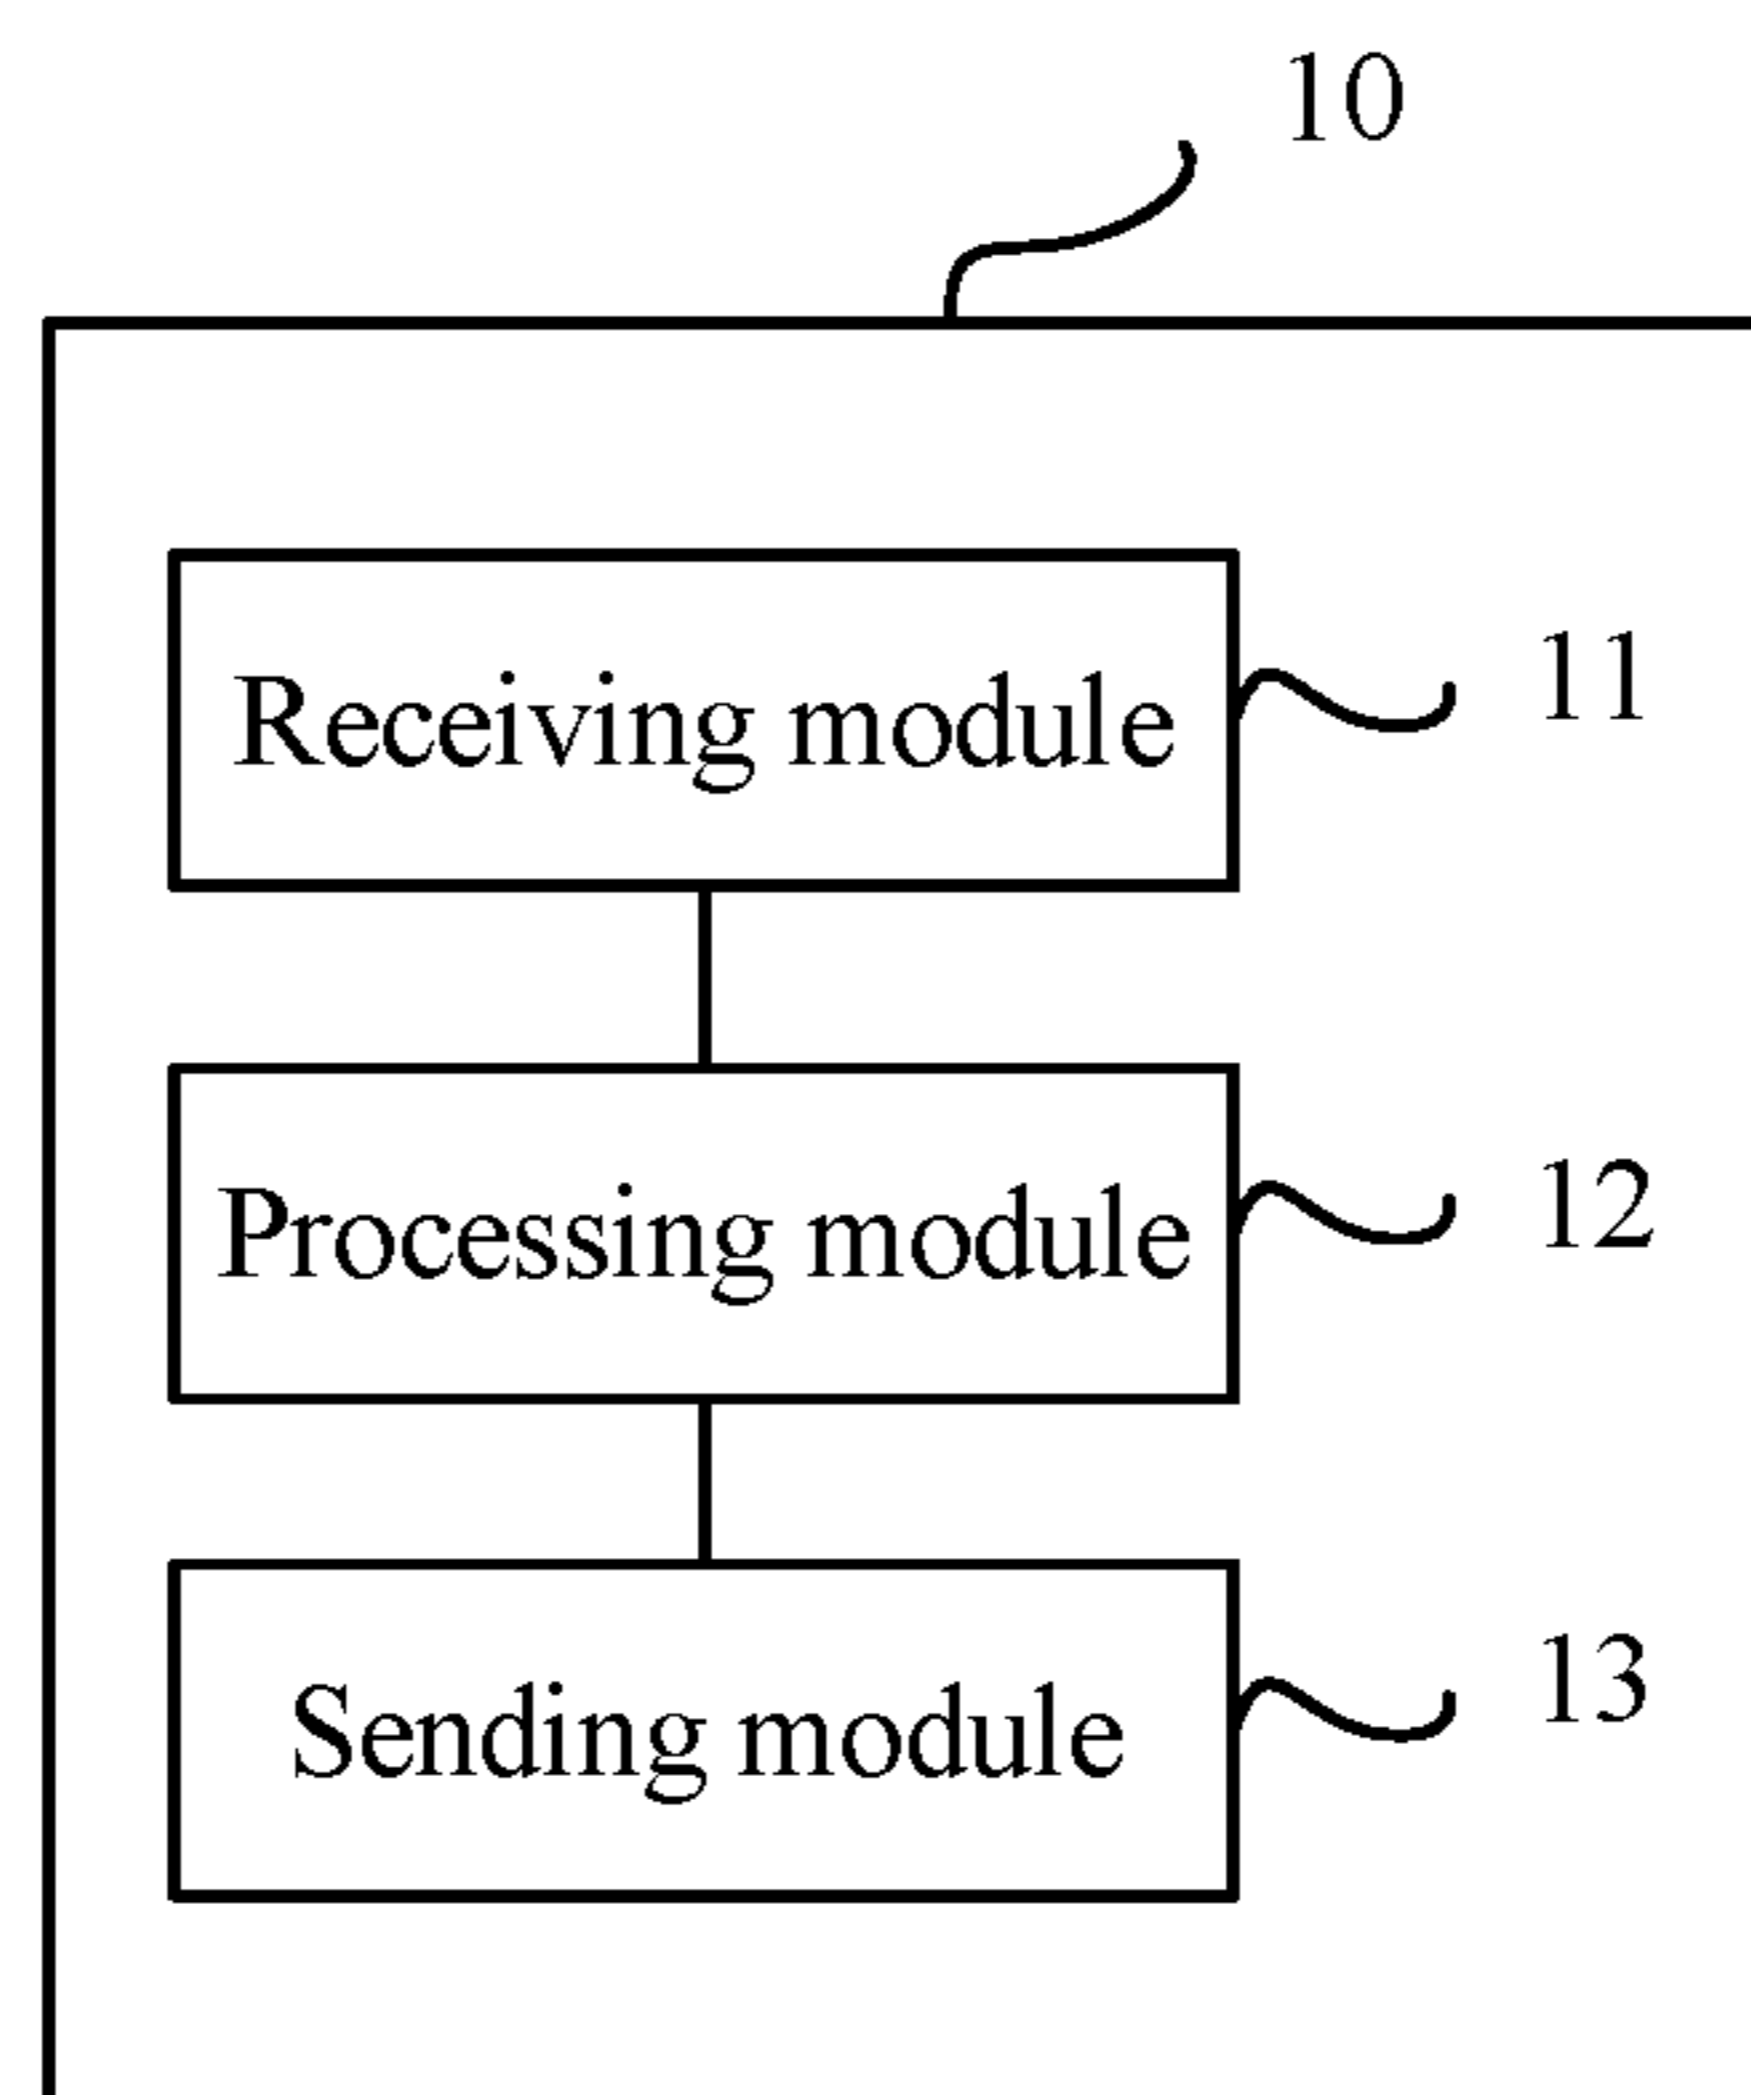 10
Receiving module
11
Processing module
12
Sending module
13